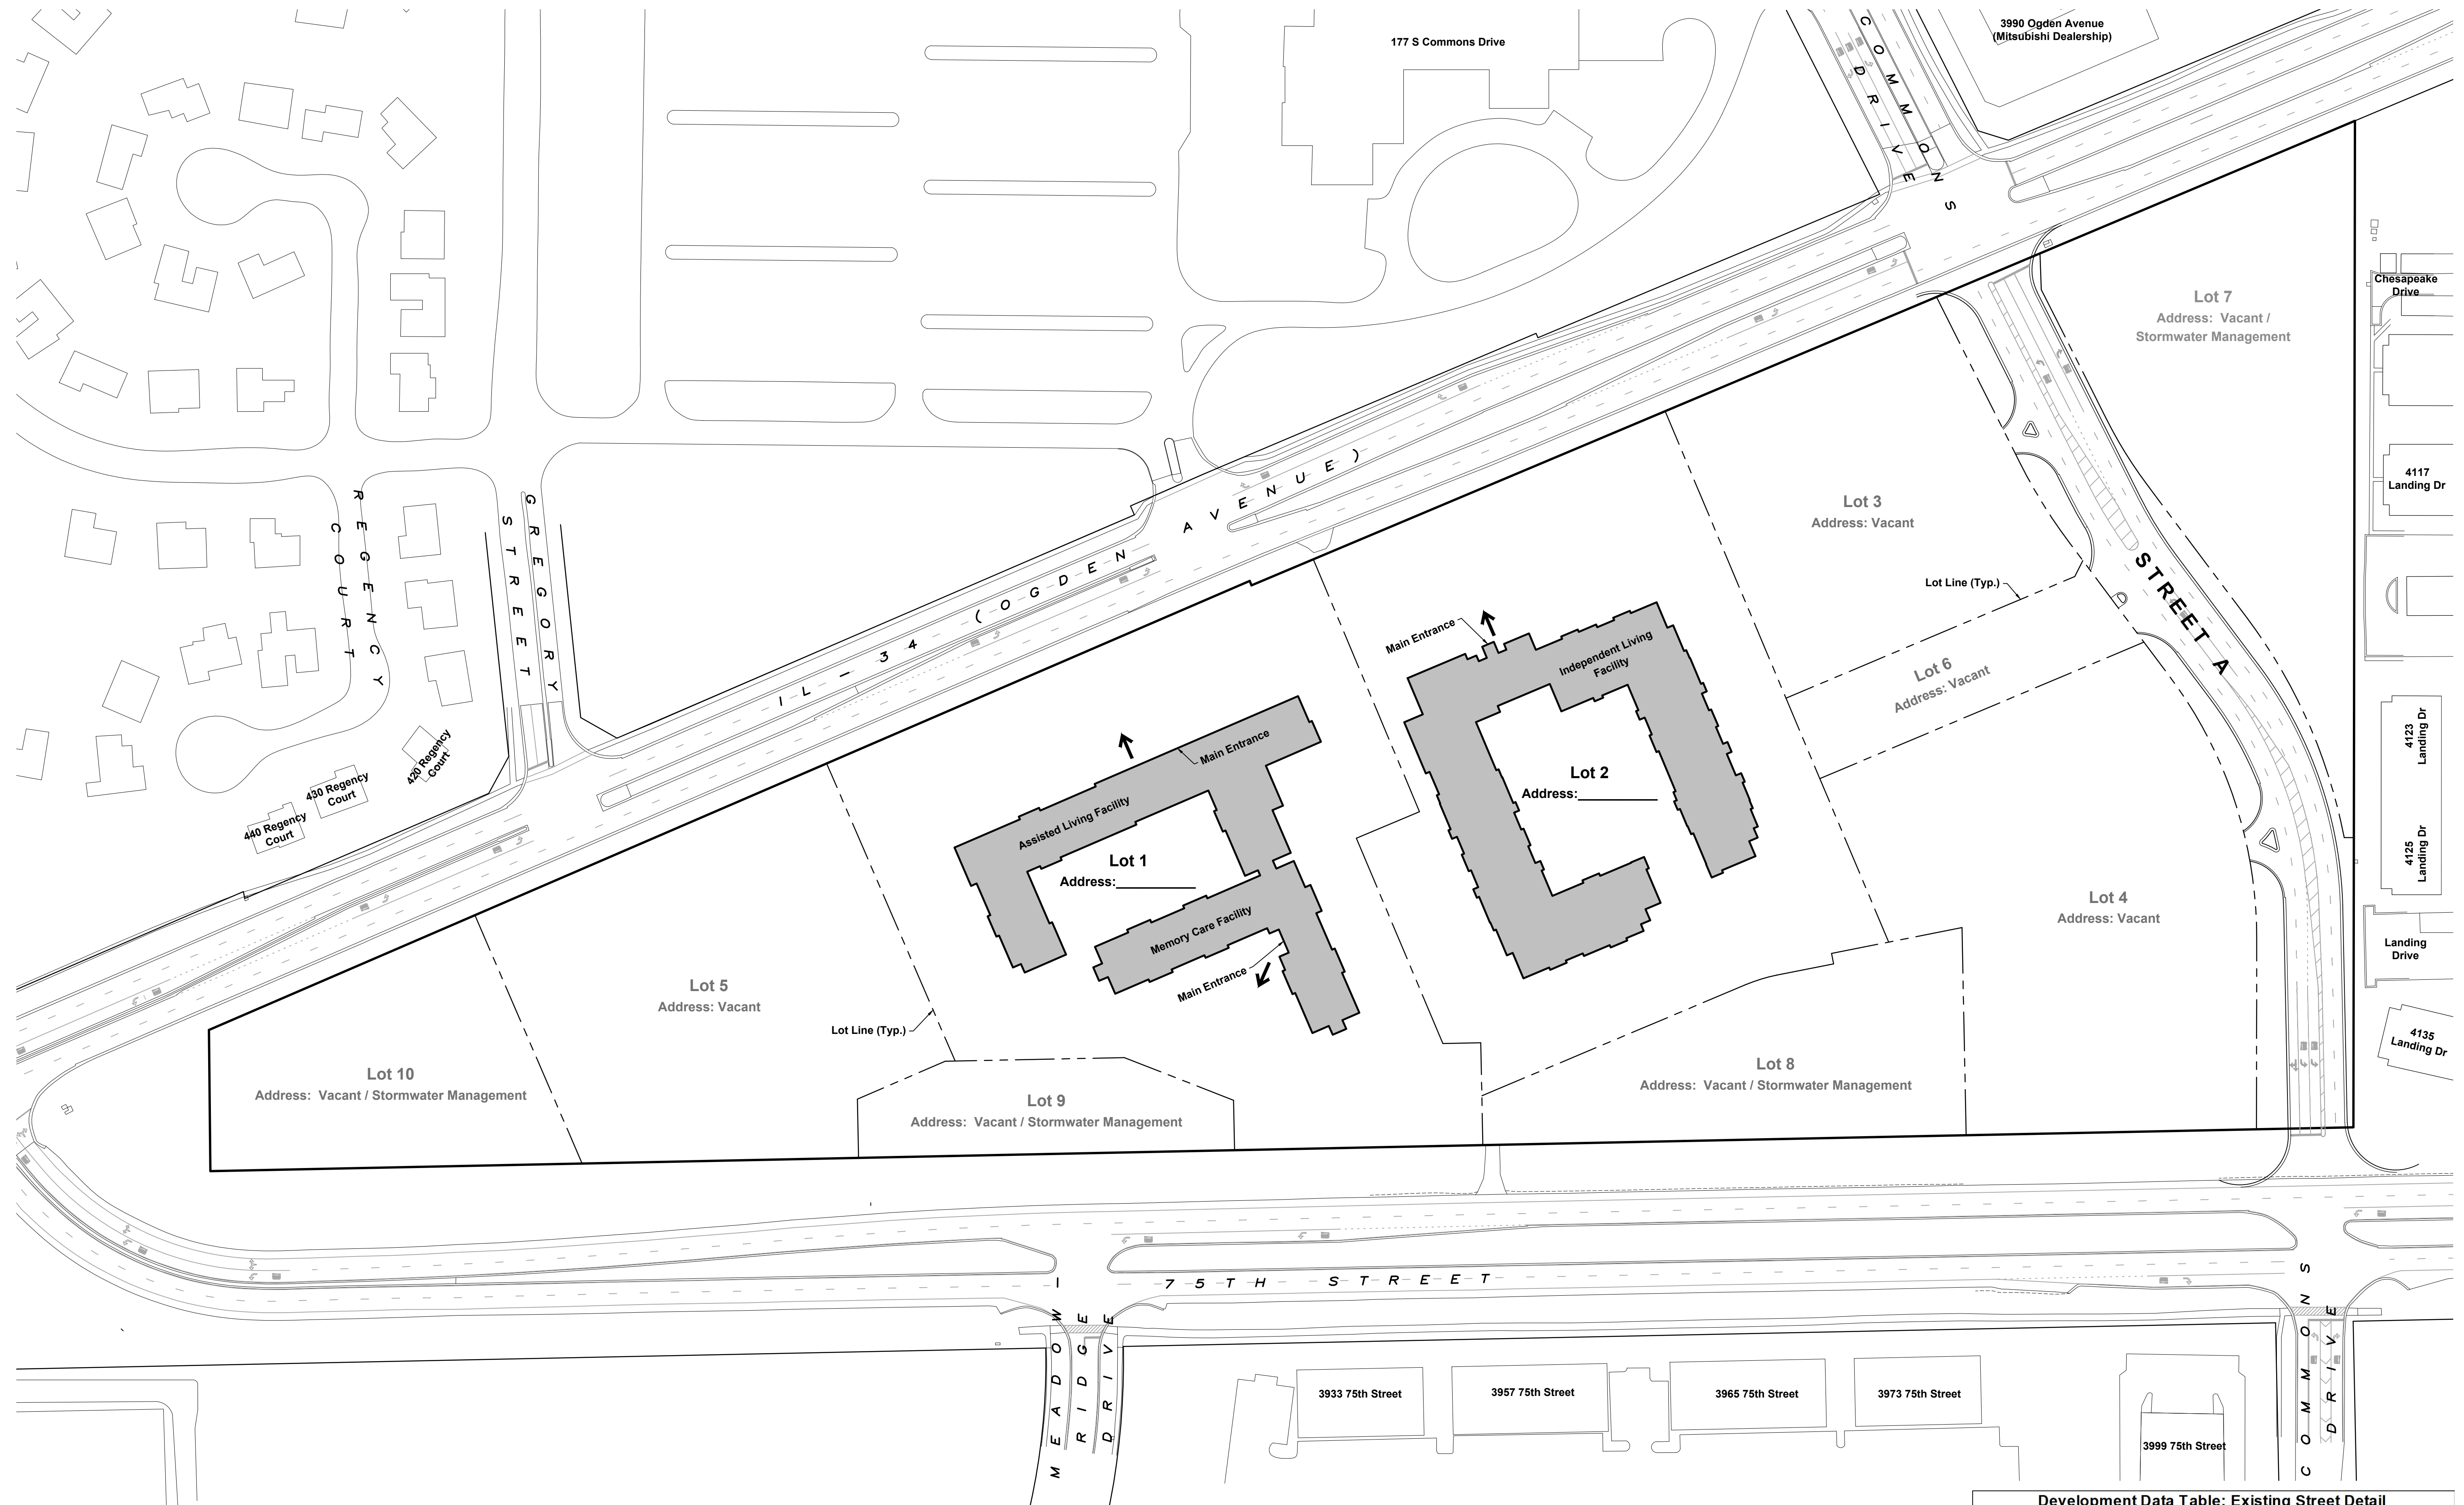 177 S Commons Drive
COMMONS
DRIVE
3990 Ogden Avenue
(Mitsubishi Dealership)
Chesapeake
Drive
Lot 7
Address: Vacant /
Stormwater Management
4117
Landing Dr
REGENCY
COURT
GREGORY
STREET
IL-34 (OGDEN AVENUE)
Lot 3
Address: Vacant
Lot Line (Typ.)
STREET A
Main Entrance
Independent Living
Facility
Lot 6
Address: Vacant
420 Regency
Court
430 Regency
Court
440 Regency
Court
Main Entrance
Assisted Living Facility
Lot 2
Address:
4123
Landing Dr
4125
Landing Dr
Lot 1
Address:
Memory Care Facility
Main Entrance
Lot 4
Address: Vacant
Landing
Drive
Lot 5
Address: Vacant
Lot Line (Typ.)
4135
Landing Dr
Lot 10
Address: Vacant / Stormwater Management
Lot 9
Address: Vacant / Stormwater Management
Lot 8
Address: Vacant / Stormwater Management
75TH STREET
MEADOW
RIDGE
DRIVE
COMMONS
DRIVE
3933 75th Street
3957 75th Street
3965 75th Street
3973 75th Street
3999 75th Street
Development Data Table: Existing Street Detail